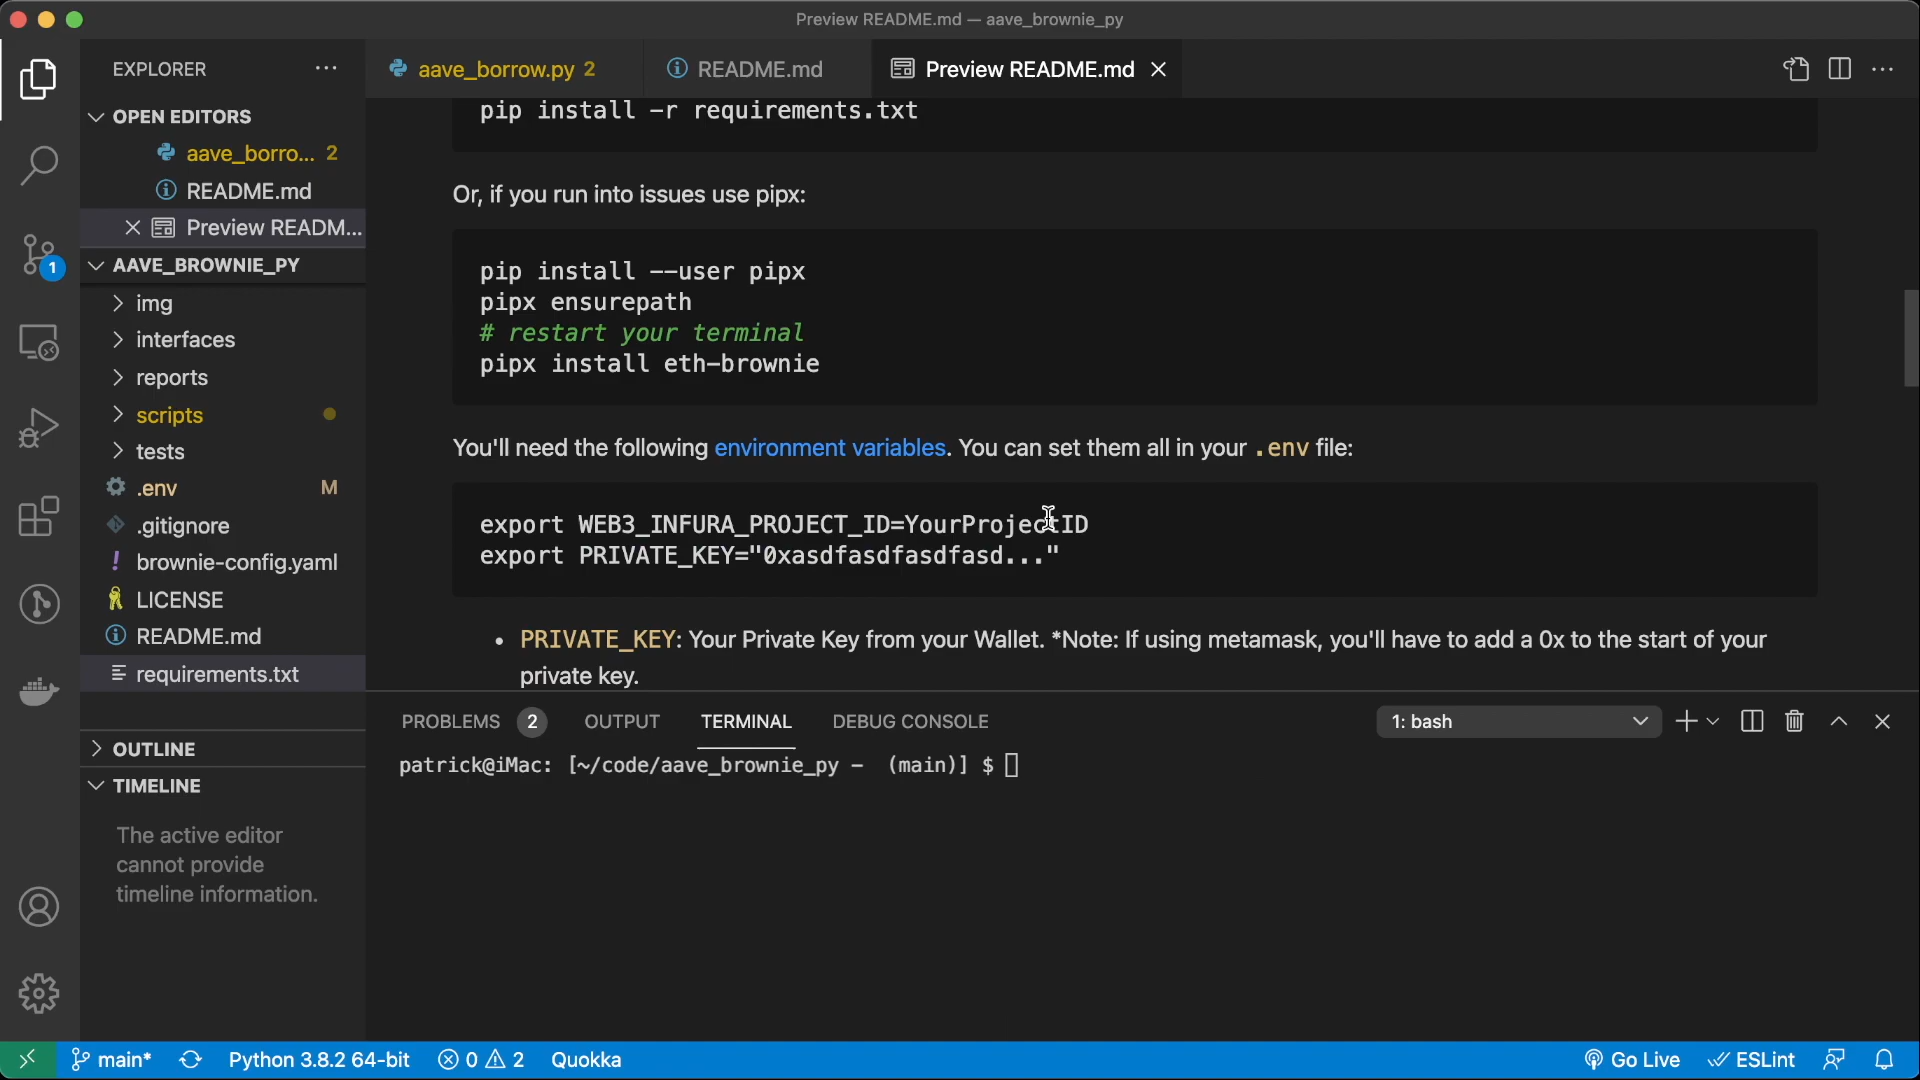 Preview README.md — aave_brownie_py
EXPLORER
aave_borrow.py 2
README.md
Preview README.md
OPEN EDITORS
aave_borro... 2
README.md
Preview READM...
AAVE_BROWNIE_PY
img
interfaces
reports
scripts
tests
.env M
.gitignore
brownie-config.yaml
LICENSE
README.md
requirements.txt
OUTLINE
TIMELINE
The active editor
cannot provide
timeline information.
1
pip install -r requirements.txt
Or, if you run into issues use pipx:
pip install --user pipx
pipx ensurepath
# restart your terminal
pipx install eth-brownie
You'll need the following environment variables. You can set them all in your .env file:
export WEB3_INFURA_PROJECT_ID=YourProjectID
export PRIVATE_KEY="0xasdfasdfasdfasd..."
• PRIVATE_KEY: Your Private Key from your Wallet. *Note: If using metamask, you'll have to add a 0x to the start of your
private key.
PROBLEMS 2 OUTPUT TERMINAL DEBUG CONSOLE
1: bash
patrick@iMac: [~/code/aave_brownie_py - (main)] $
main* Python 3.8.2 64-bit 0 2 Quokka
Go Live ESLint